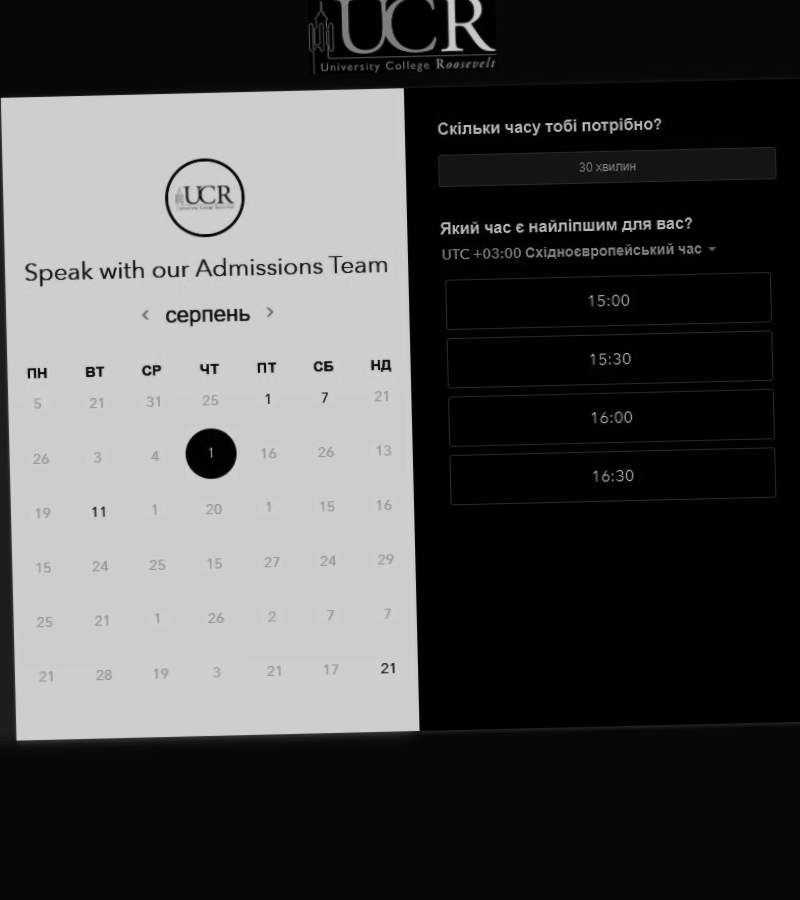 UCR
University College Roosevelt
UCR
Speak with our Admissions Team
серпень
ПН ВТ СР ЧТ ПТ СБ НД
5 21 31 25 1 7 21
26 3 4 1 16 26 13
19 11 1 20 1 15 16
15 24 25 15 27 24 29
25 21 1 26 2 7 7
21 28 19 3 21 17 21
Скільки часу тобі потрібно?
30 хвилин
Який час є найліпшим для вас?
UTC +03:00 Східноєвропейський час
15:00
15:30
16:00
16:30